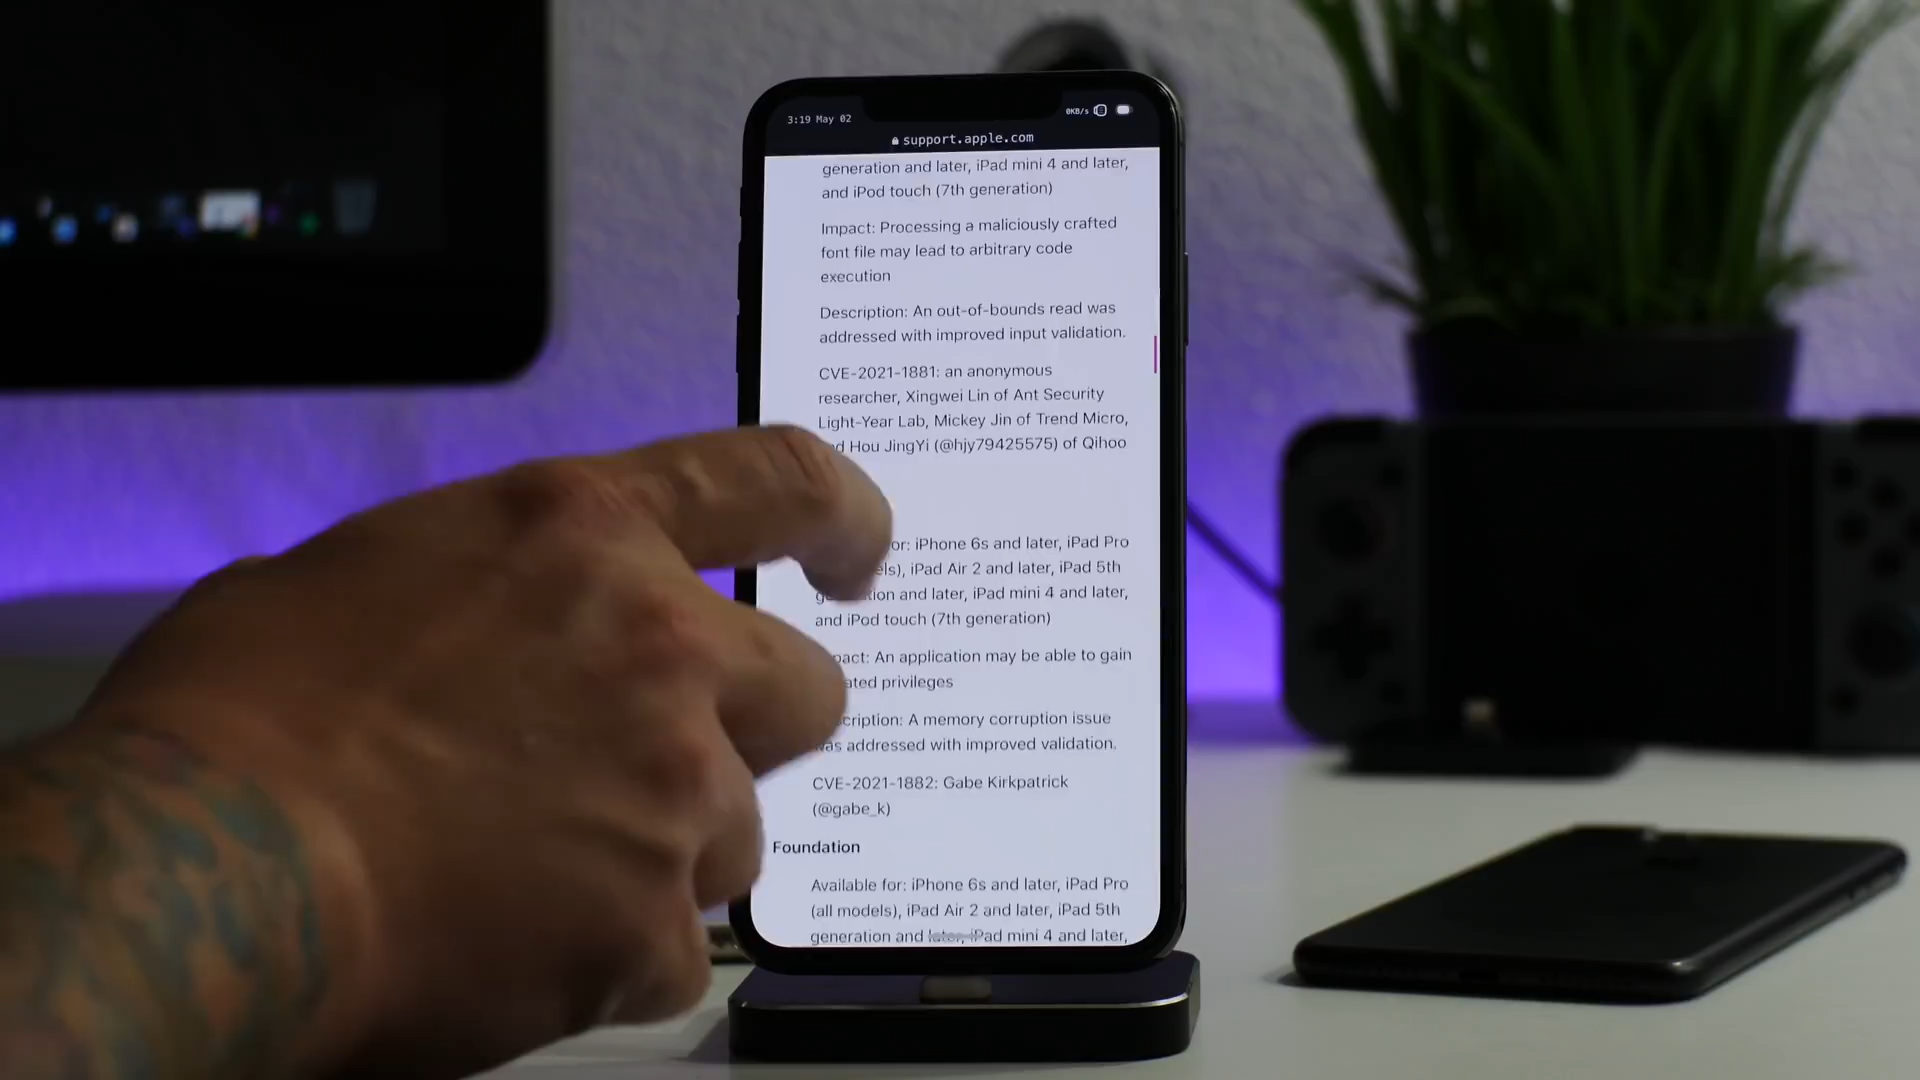 3:19 May 02
0KB/s
support.apple.com
generation and later, iPad mini 4 and later,
and iPod touch (7th generation)
Impact: Processing a maliciously crafted
font file may lead to arbitrary code
execution
Description: An out-of-bounds read was
addressed with improved input validation.
CVE-2021-1881: an anonymous
researcher, Xingwei Lin of Ant Security
Light-Year Lab, Mickey Jin of Trend Micro,
Hou JingYi (@hjy79425575) of Qihoo
or: iPhone 6s and later, iPad Pro
els), iPad Air 2 and later, iPad 5th
and later, iPad mini 4 and later,
and iPod touch (7th generation)
pact: An application may be able to gain
ated privileges
cription: A memory corruption issue
was addressed with improved validation.
CVE-2021-1882: Gabe Kirkpatrick
(@gabe_k)
Foundation
Available for: iPhone 6s and later, iPad Pro
(all models), iPad Air 2 and later, iPad 5th
generation and later, iPad mini 4 and later,